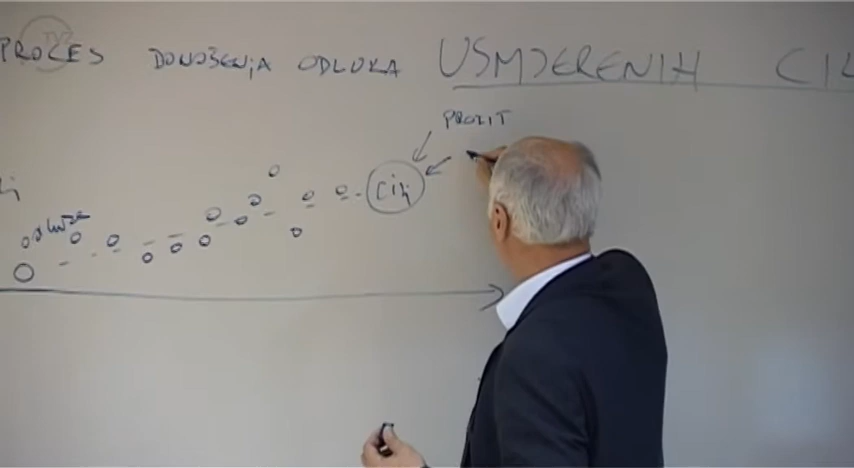 PROCES DONOŠENJA ODLUKA USMJERENIH CIL
PROFIT
Cilj
odluke